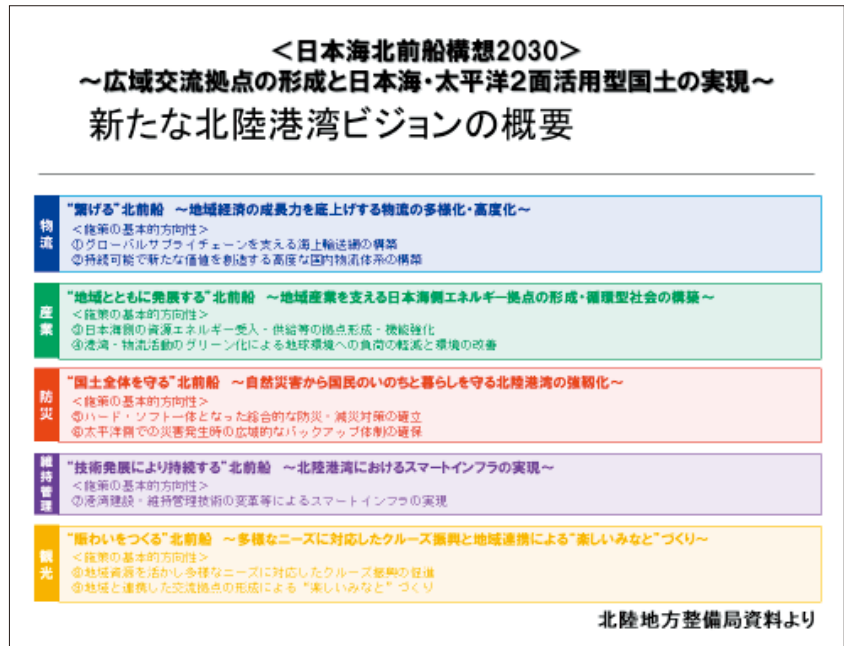 <日本海北前船構想2030>
~広域交流拠点の形成と日本海・太平洋2面活用型国土の実現~
新たな北陸港湾ビジョンの概要
物流
“繋げる”北前船 ~地域経済の成長力を底上げする物流の多様化・高度化~
<施策の基本的方向性>
①グローバルサプライチェーンを支える海上輸送網の構築
②持続可能で新たな価値を創造する高度な国内物流体系の構築
産業
“地域とともに発展する”北前船 ~地域産業を支える日本海側エネルギー拠点の形成・循環型社会の構築~
<施策の基本的方向性>
③日本海側の資源エネルギー受入・供給等の拠点形成・機能強化
④港湾・物流活動のグリーン化による地球環境への負荷の軽減と環境の改善
防災
“国土全体を守る”北前船 ~自然災害から国民のいのちと暮らしを守る北陸港湾の強靭化~
<施策の基本的方向性>
⑤ハード・ソフト一体となった総合的な防災・減災対策の確立
⑥太平洋側での災害発生時の広域的なバックアップ体制の確保
維持管理
“技術発展により持続する”北前船 ~北陸港湾におけるスマートインフラの実現~
<施策の基本的方向性>
⑦港湾建設・維持管理技術の変革等によるスマートインフラの実現
観光
“賑わいをつくる”北前船 ~多様なニーズに対応したクルーズ振興と地域連携による“楽しいみなと”づくり~
<施策の基本的方向性>
⑧地域資源を活かし多様なニーズに対応したクルーズ振興の促進
⑨地域と連携した交流拠点の形成による“楽しいみなと”づくり
北陸地方整備局資料より